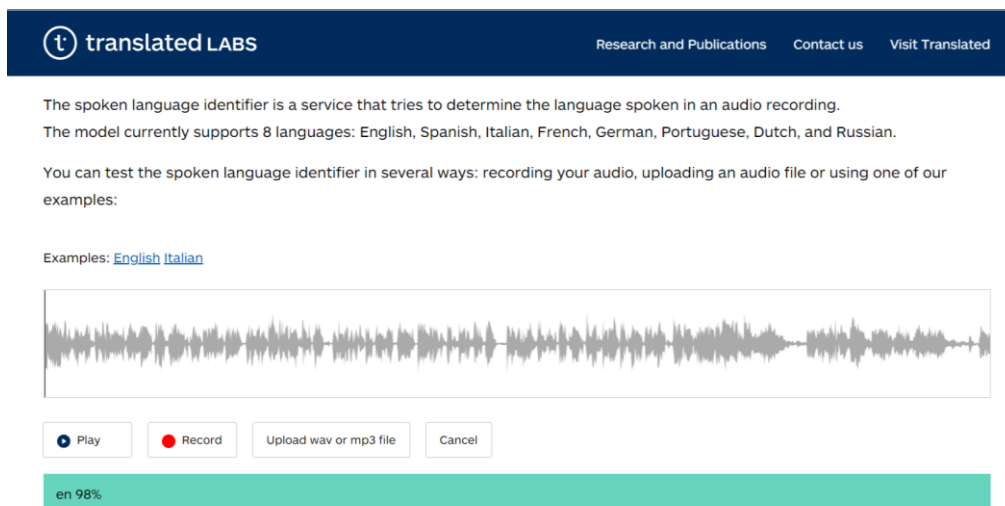 translated LABS
Research and Publications Contact us Visit Translated
The spoken language identifier is a service that tries to determine the language spoken in an audio recording.
The model currently supports 8 languages: English, Spanish, Italian, French, German, Portuguese, Dutch, and Russian.
You can test the spoken language identifier in several ways: recording your audio, uploading an audio file or using one of our
examples:
Examples: English Italian
Play Record Upload wav or mp3 file Cancel
en 98%